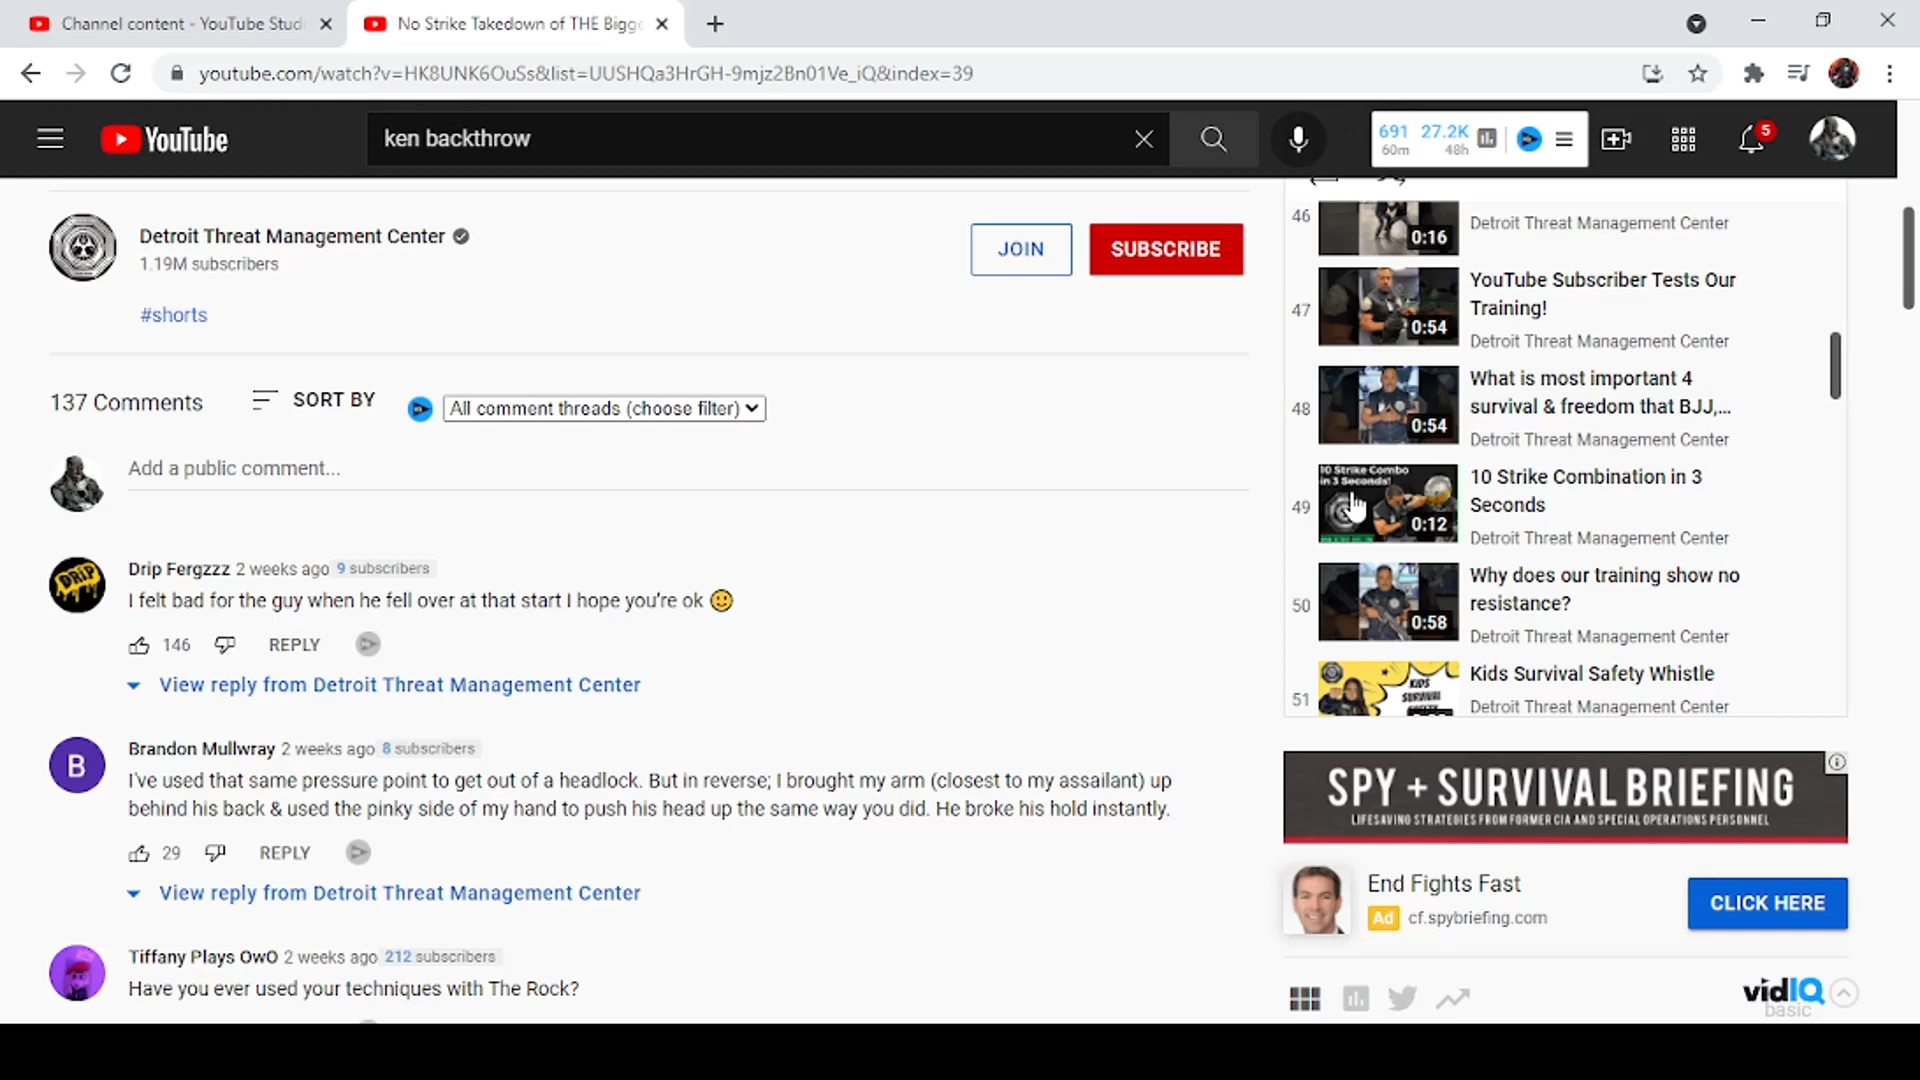 Channel content - YouTube Studi
No Strike Takedown of THE Bigge
youtube.com/watch?v=HK8UNK6OuSs&list=UUSHQa3HrGH-9mjz2Bn01Ve_iQ&index=39
YouTube
ken backthrow
691 27.2K
60m 48h
5
Detroit Threat Management Center
1.19M subscribers
JOIN
SUBSCRIBE
#shorts
137 Comments
SORT BY
All comment threads (choose filter)
Add a public comment...
DRIP
Drip Fergzzz 2 weeks ago 9 subscribers
I felt bad for the guy when he fell over at that start I hope you're ok 🙂
146 REPLY
View reply from Detroit Threat Management Center
B
Brandon Mullwray 2 weeks ago 8 subscribers
I've used that same pressure point to get out of a headlock. But in reverse; I brought my arm (closest to my assailant) up
behind his back & used the pinky side of my hand to push his head up the same way you did. He broke his hold instantly.
29 REPLY
View reply from Detroit Threat Management Center
Tiffany Plays OwO 2 weeks ago 212 subscribers
Have you ever used your techniques with The Rock?
46
0:16
Detroit Threat Management Center
47
0:54
YouTube Subscriber Tests Our
Training!
Detroit Threat Management Center
48
0:54
What is most important 4
survival & freedom that BJJ,...
Detroit Threat Management Center
49
10 Strike Combo
in 3 Seconds!
0:12
10 Strike Combination in 3
Seconds
Detroit Threat Management Center
50
0:58
Why does our training show no
resistance?
Detroit Threat Management Center
51
KIDS
SURVIVAL
Kids Survival Safety Whistle
Detroit Threat Management Center
SPY + SURVIVAL BRIEFING
LIFESAVING STRATEGIES FROM FORMER CIA AND SPECIAL OPERATIONS PERSONNEL
End Fights Fast
Ad cf.spybriefing.com
CLICK HERE
vidIQ
basic